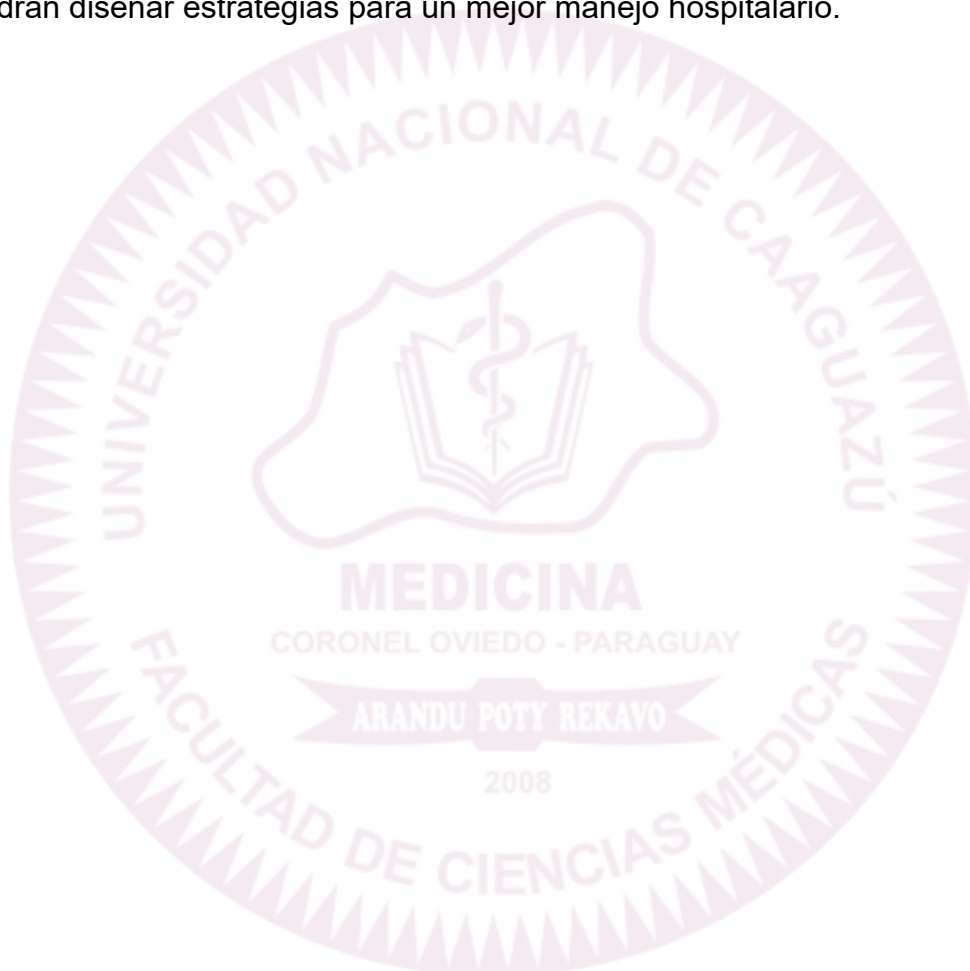 drán diseñar estrategias para un mejor manejo hospitalario.
UNIVERSIDAD NACIONAL DE CAAGUAZÚ
MEDICINA
CORONEL OVIEDO - PARAGUAY
ARANDU POTY REKAVO
2008
FACULTAD DE CIENCIAS MÉDICAS